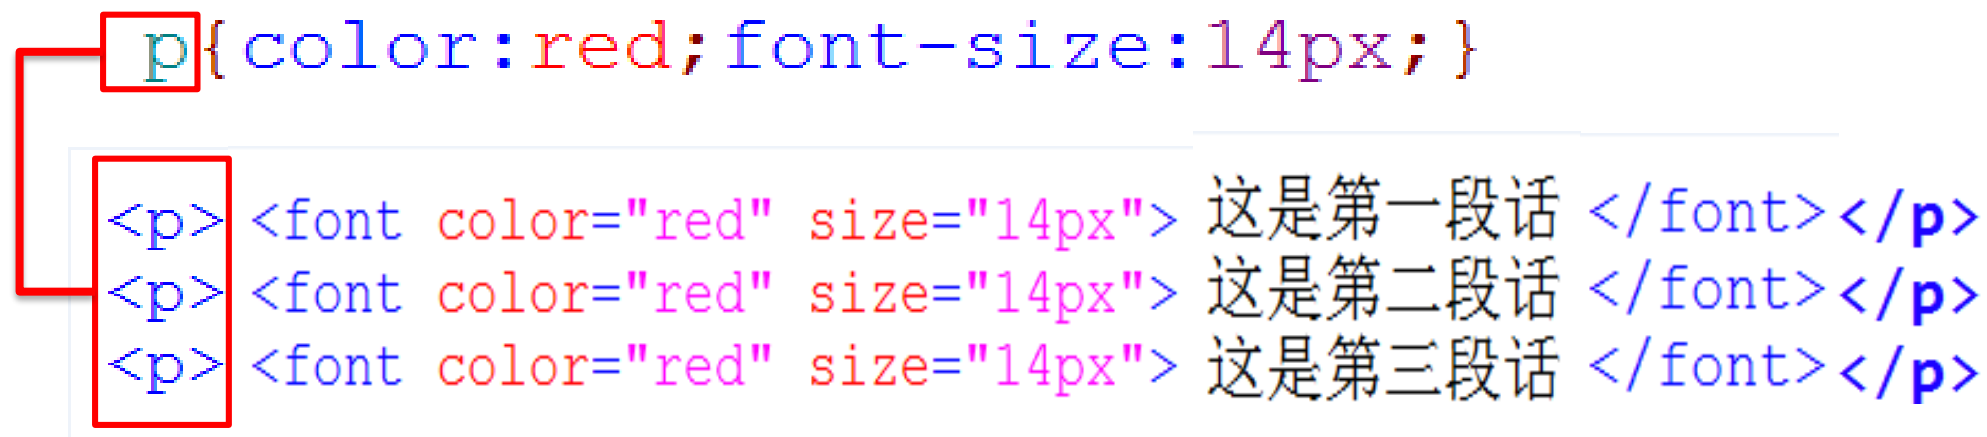 p{color:red;font-size:14px;}
<p> <font color="red" size="14px"> 这是第一段话 </font></p>
<p> <font color="red" size="14px"> 这是第二段话 </font></p>
<p> <font color="red" size="14px"> 这是第三段话 </font></p>